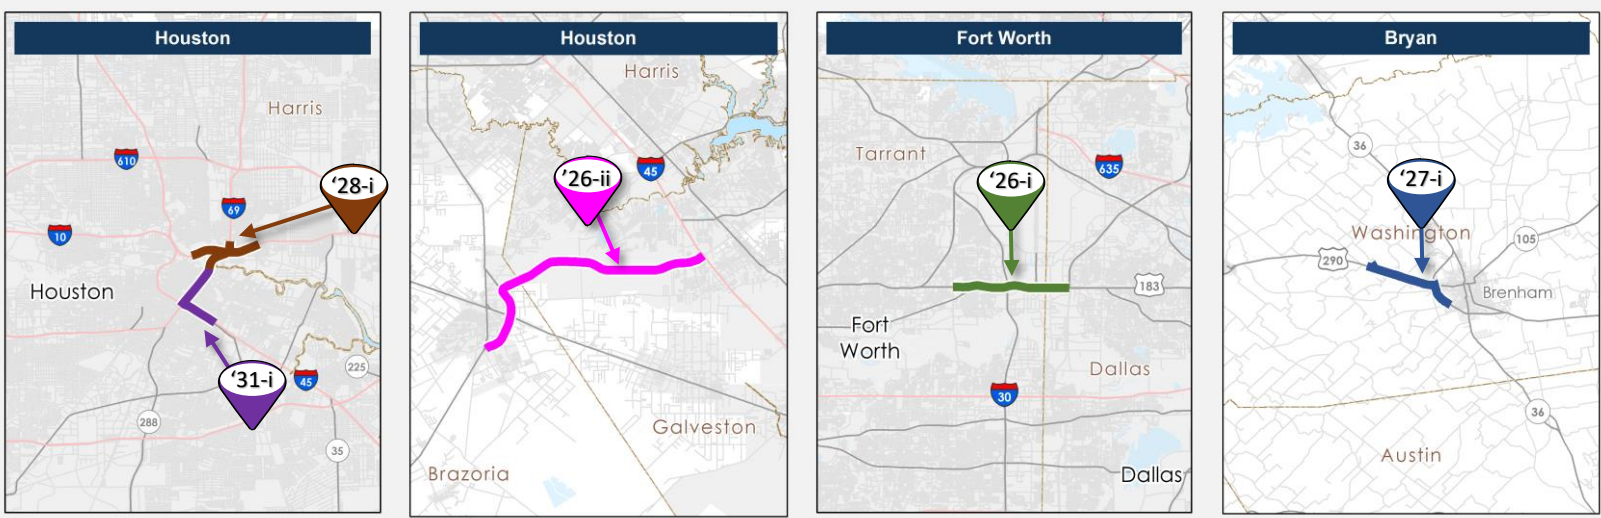 Houston
Harris
610
'28-i
69
10
Houston
225
'31-i
45
288
35
Houston
Harris
45
'26-ii
Galveston
Brazoria
Fort Worth
Tarrant
635
'26-i
183
Fort
Worth
Dallas
30
Dallas
Bryan
36
'27-i
Washington
105
290
Brenham
36
Austin